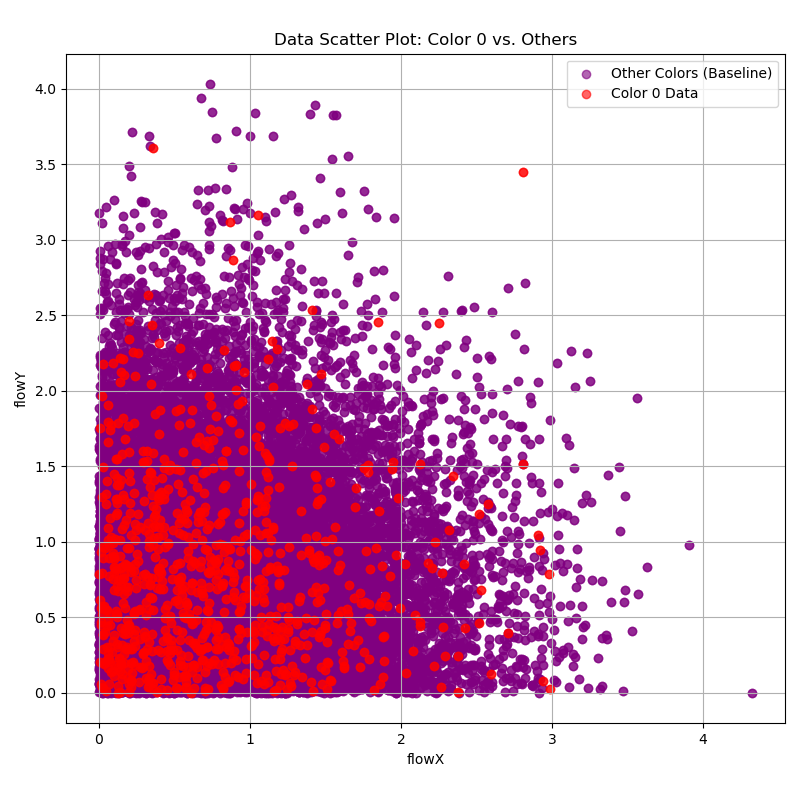 Data Scatter Plot: Color 0 vs. Others
Other Colors (Baseline)
Color 0 Data
4.0
3.5
3.0
2.5
2.0
1.5
1.0
0.5
0.0
flowY
0 1 2 3 4
flowX